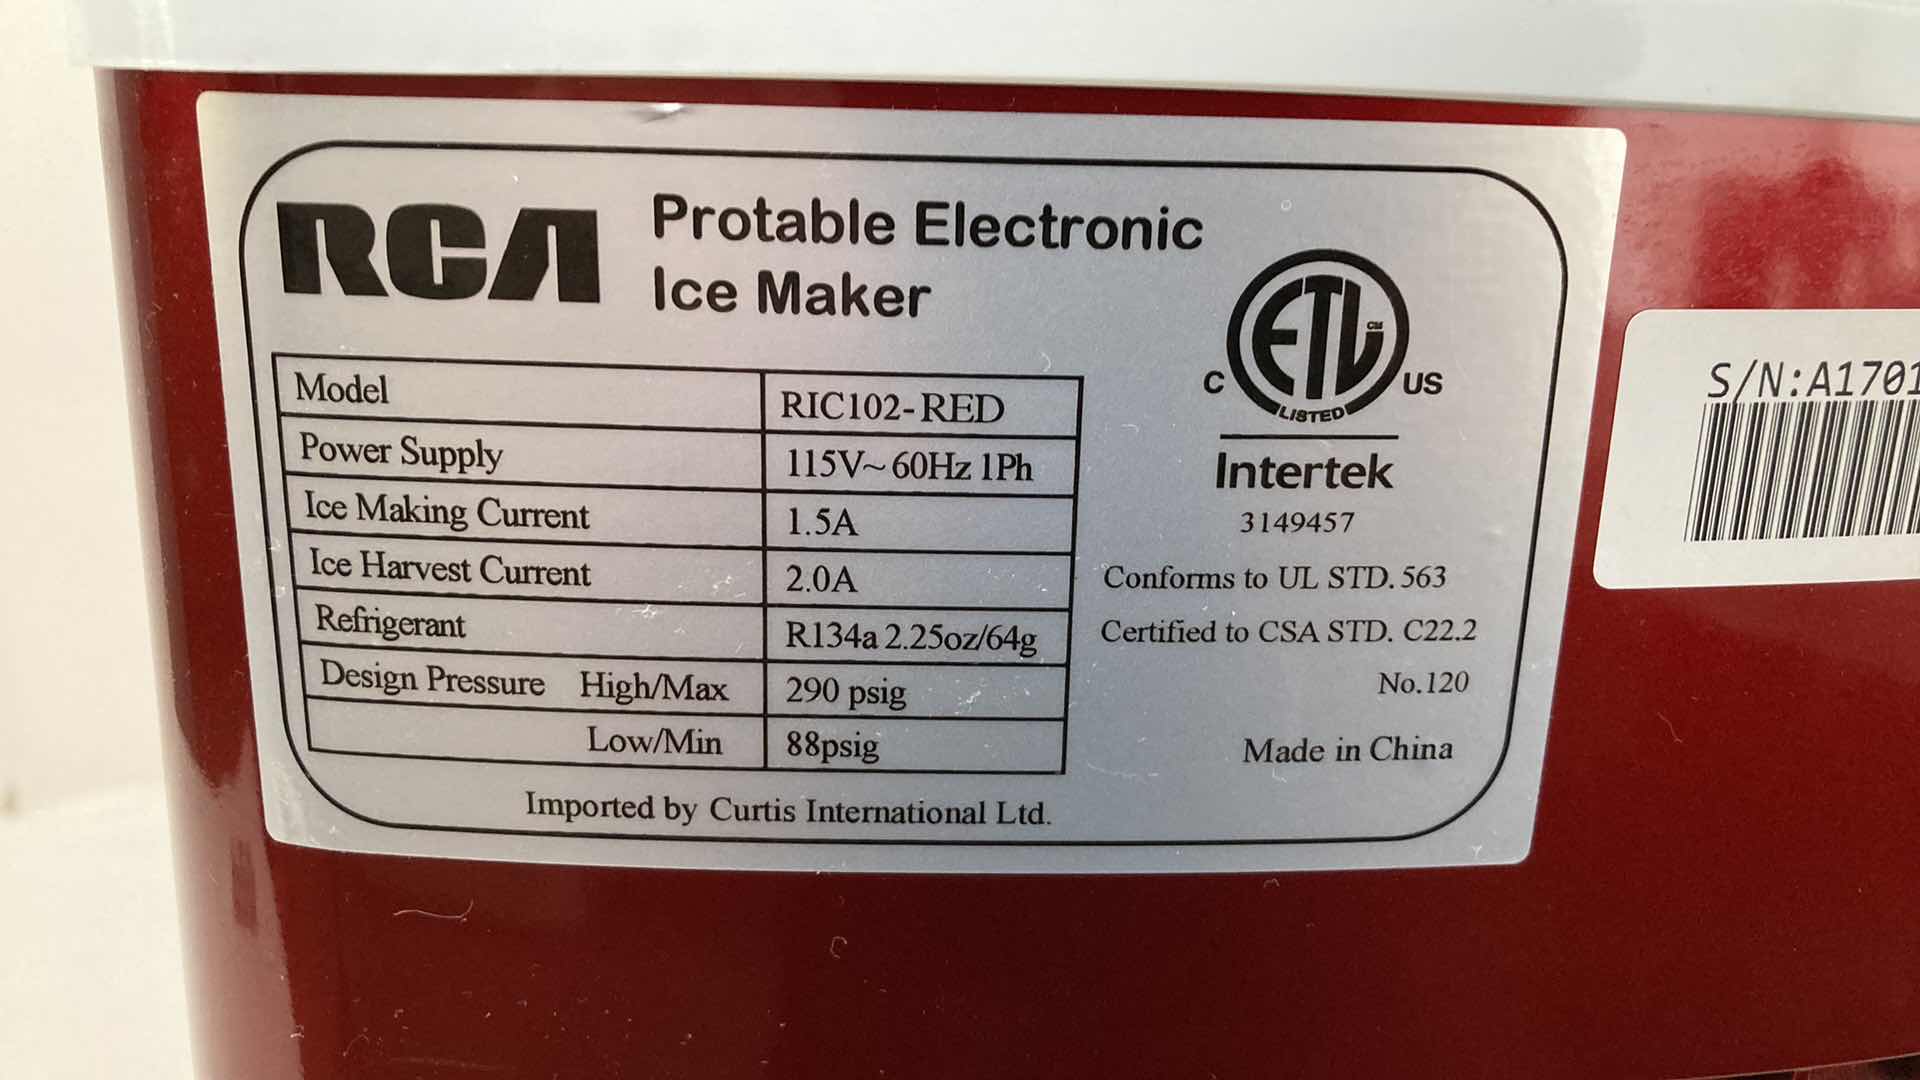 RCA Protable Electronic
Ice Maker
Model RIC102-RED
Power Supply 115V~60Hz 1Ph
Ice Making Current 1.5A
Ice Harvest Current 2.0A
Refrigerant R134a 2.25oz/64g
Design Pressure High/Max 290 psig
Low/Min 88psig
Imported by Curtis International Ltd.
C ETL CM US
LISTED
Intertek
3149457
Conforms to UL STD. 563
Certified to CSA STD. C22.2
No.120
Made in China
S/N:A1701